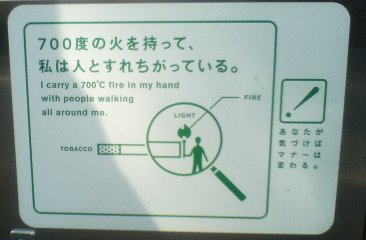 700度の火を持って、
私は人とすれちがっている。
I carry a 700°C fire in my hand
with people walking
all around me.
FIRE
LIGHT
TOBACCO
あなたが
気づけば
マナーは
変わる。